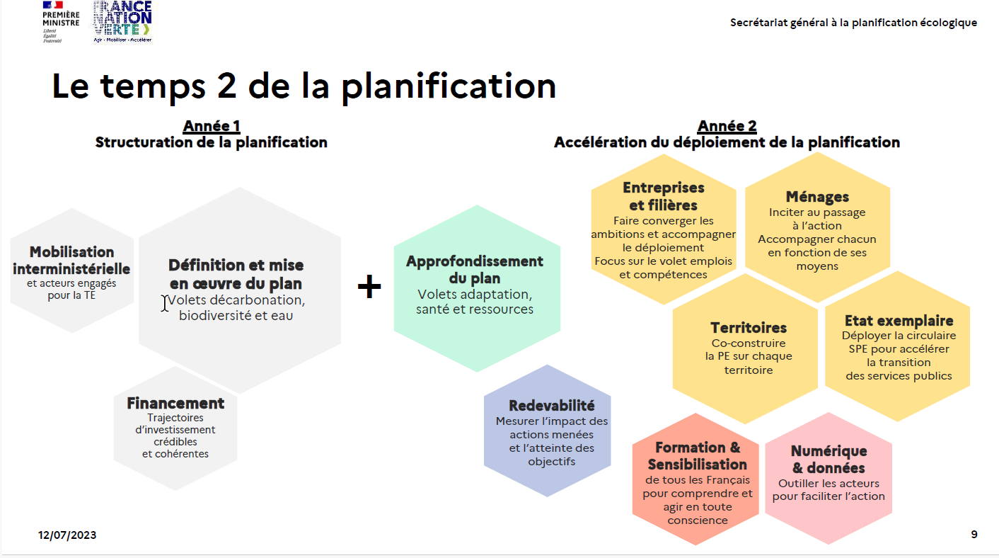 PREMIÈRE
MINISTRE
Liberté
Égalité
Fraternité
FRANCE
NATION
VERTE
Agir • Mobiliser • Accélérer
Secrétariat général à la planification écologique
Le temps 2 de la planification
Année 1
Structuration de la planification
Mobilisation
interministérielle
et acteurs engagés
pour la TE
Définition et mise
en œuvre du plan
Volets décarbonation,
biodiversité et eau
Financement
Trajectoires
d’investissement
crédibles
et cohérentes
+
Année 2
Accélération du déploiement de la planification
Approfondissement
du plan
Volets adaptation,
santé et ressources
Redevabilité
Mesurer l’impact des
actions menées
et l’atteinte des
objectifs
Entreprises
et filières
Faire converger les
ambitions et accompagner
le déploiement
Focus sur le volet emplois
et compétences
Ménages
Inciter au passage
à l’action
Accompagner chacun
en fonction de ses
moyens
Territoires
Co-construire
la PE sur chaque
territoire
Etat exemplaire
Déployer la circulaire
SPE pour accélérer
la transition
des services publics
Formation &
Sensibilisation
de tous les Français
pour comprendre et
agir en toute
conscience
Numérique
& données
Outiller les acteurs
pour faciliter l’action
12/07/2023
9